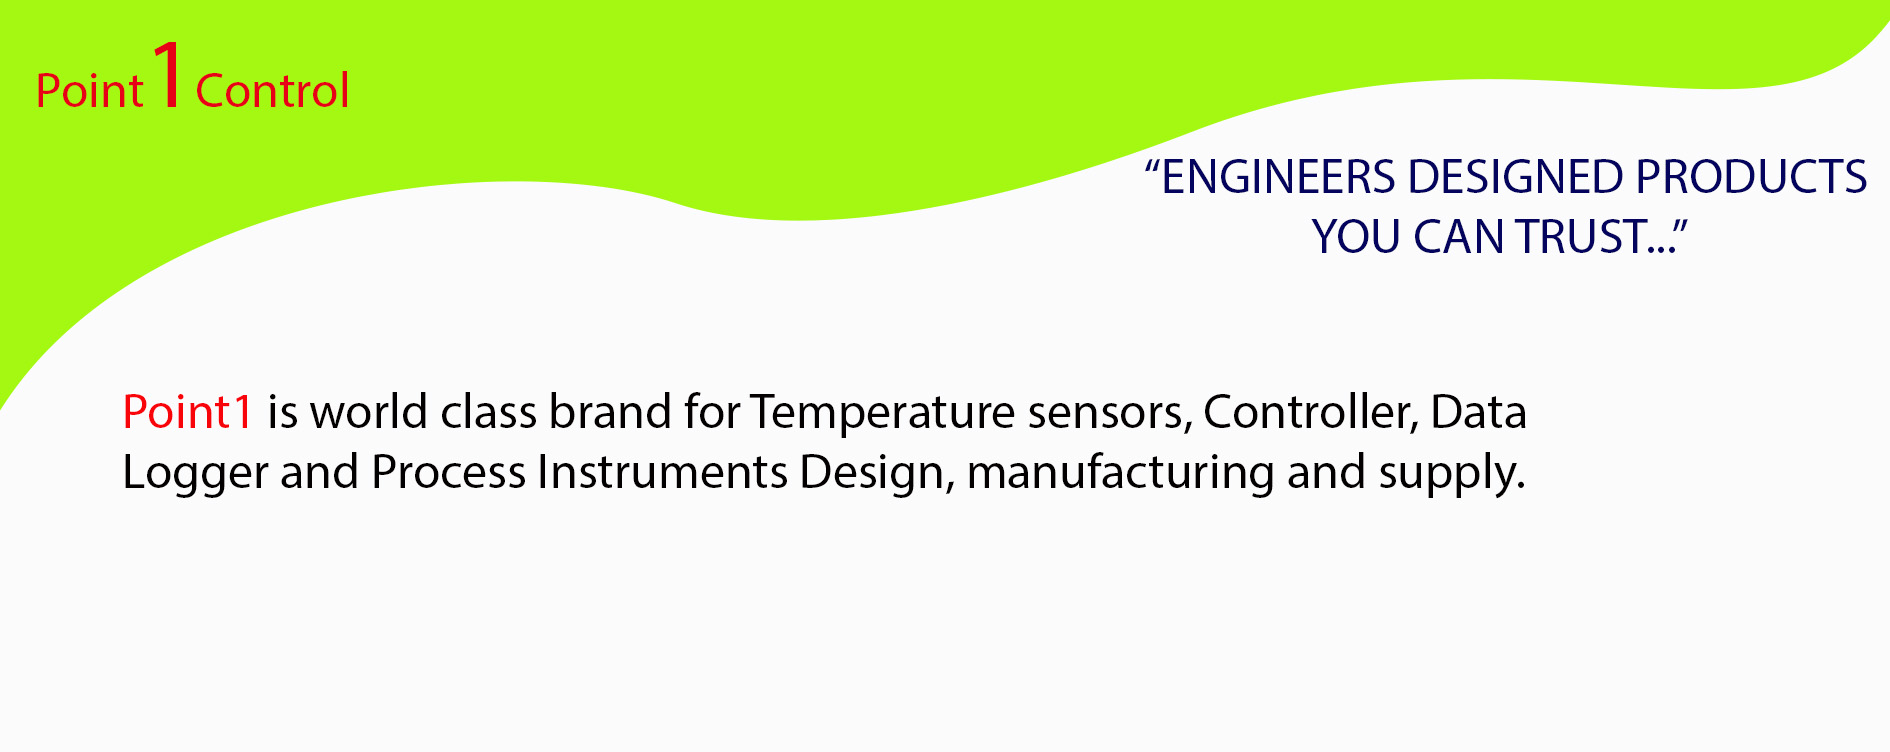 Point 1 Control
“ENGINEERS DESIGNED PRODUCTS
YOU CAN TRUST...”
Point1 is world class brand for Temperature sensors, Controller, Data
Logger and Process Instruments Design, manufacturing and supply.